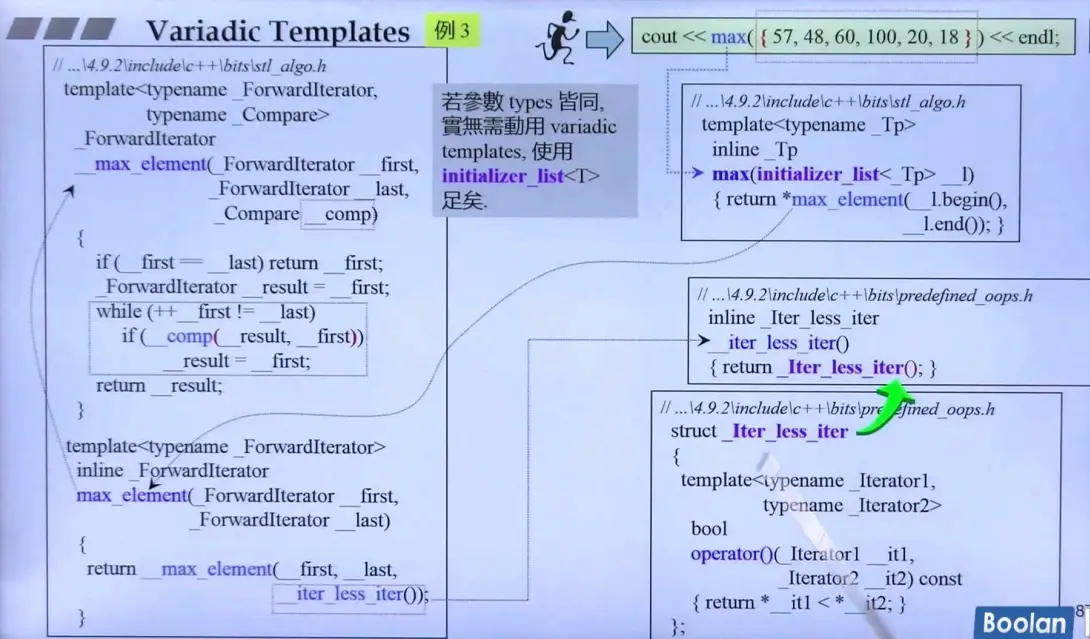 Variadic Templates
例 3
cout << max( { 57, 48, 60, 100, 20, 18 } ) << endl;
// ...\4.9.2\include\c++\bits\stl_algo.h
template<typename _ForwardIterator,
typename _Compare>
_ForwardIterator
__max_element(_ForwardIterator __first,
_ForwardIterator __last,
_Compare __comp)
{
if (__first == __last) return __first;
_ForwardIterator __result = __first;
while (++__first != __last)
if (__comp(__result, __first))
__result = __first;
return __result;
}
template<typename _ForwardIterator>
inline _ForwardIterator
max_element(_ForwardIterator __first,
_ForwardIterator __last)
{
return __max_element(__first, __last,
__iter_less_iter());
}
若參數 types 皆同,
實無需動用 variadic
templates, 使用
initializer_list<T>
足矣.
// ...\4.9.2\include\c++\bits\stl_algo.h
template<typename _Tp>
inline _Tp
max(initializer_list<_Tp> __l)
{ return *max_element(__l.begin(),
__l.end()); }
// ...\4.9.2\include\c++\bits\predefined_oops.h
inline _Iter_less_iter
__iter_less_iter()
{ return _Iter_less_iter(); }
// ...\4.9.2\include\c++\bits\predefined_oops.h
struct _Iter_less_iter
{
template<typename _Iterator1,
typename _Iterator2>
bool
operator()(_Iterator1 __it1,
_Iterator2 __it2) const
{ return *__it1 < *__it2; }
};
Boolan